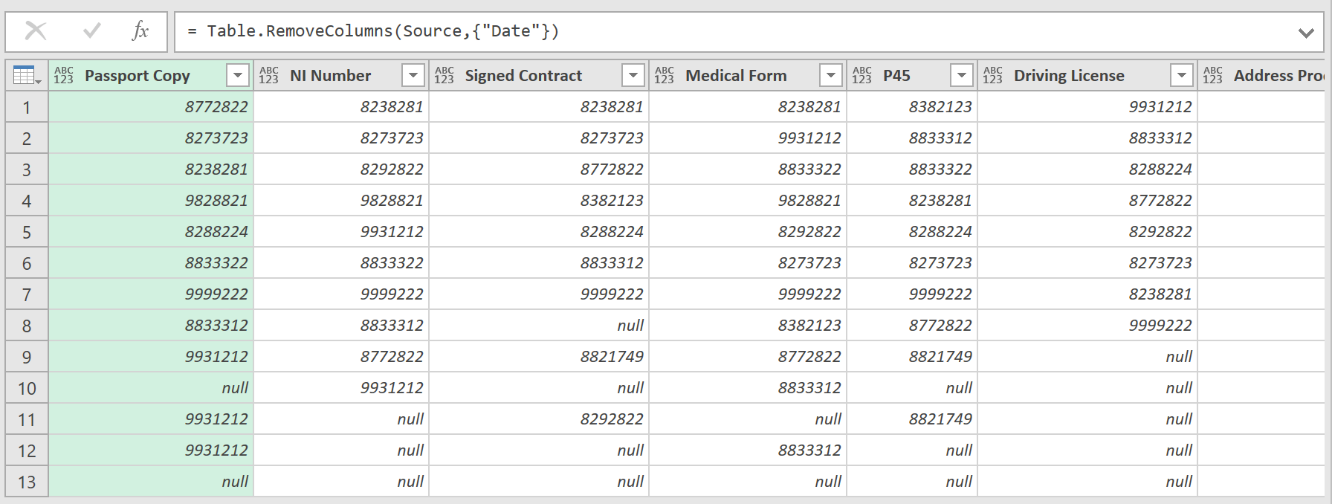 fx = Table.RemoveColumns(Source,{"Date"})
ABC 123 Passport Copy ABC 123 NI Number ABC 123 Signed Contract ABC 123 Medical Form ABC 123 P45 ABC 123 Driving License ABC 123 Address Proo
1 8772822 8238281 8238281 8238281 8382123 9931212
2 8273723 8273723 8273723 9931212 8833312 8833312
3 8238281 8292822 8772822 8833322 8833322 8288224
4 9828821 9828821 8382123 9828821 8238281 8772822
5 8288224 9931212 8288224 8292822 8288224 8292822
6 8833322 8833322 8833312 8273723 8273723 8273723
7 9999222 9999222 9999222 9999222 9999222 8238281
8 8833312 8833312 null 8382123 8772822 9999222
9 9931212 8772822 8821749 8772822 8821749 null
10 null 9931212 null 8833312 null null
11 9931212 null 8292822 null 8821749 null
12 9931212 null null 8833312 null null
13 null null null null null null